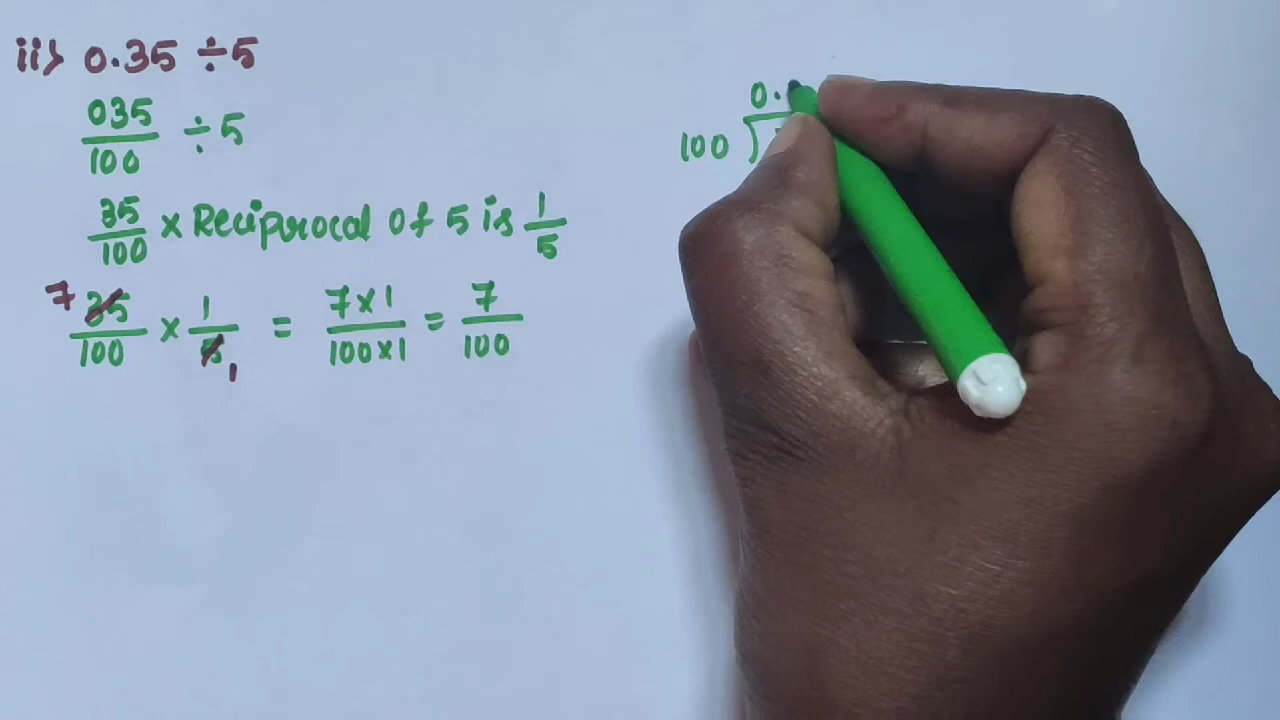 ii) 0.35 ÷ 5
035/100 ÷ 5
35/100 × Reciprocal Of 5 is 1/5
7 35/100 × 1/5 1 = 7×1/100×1 = 7/100
0.
100